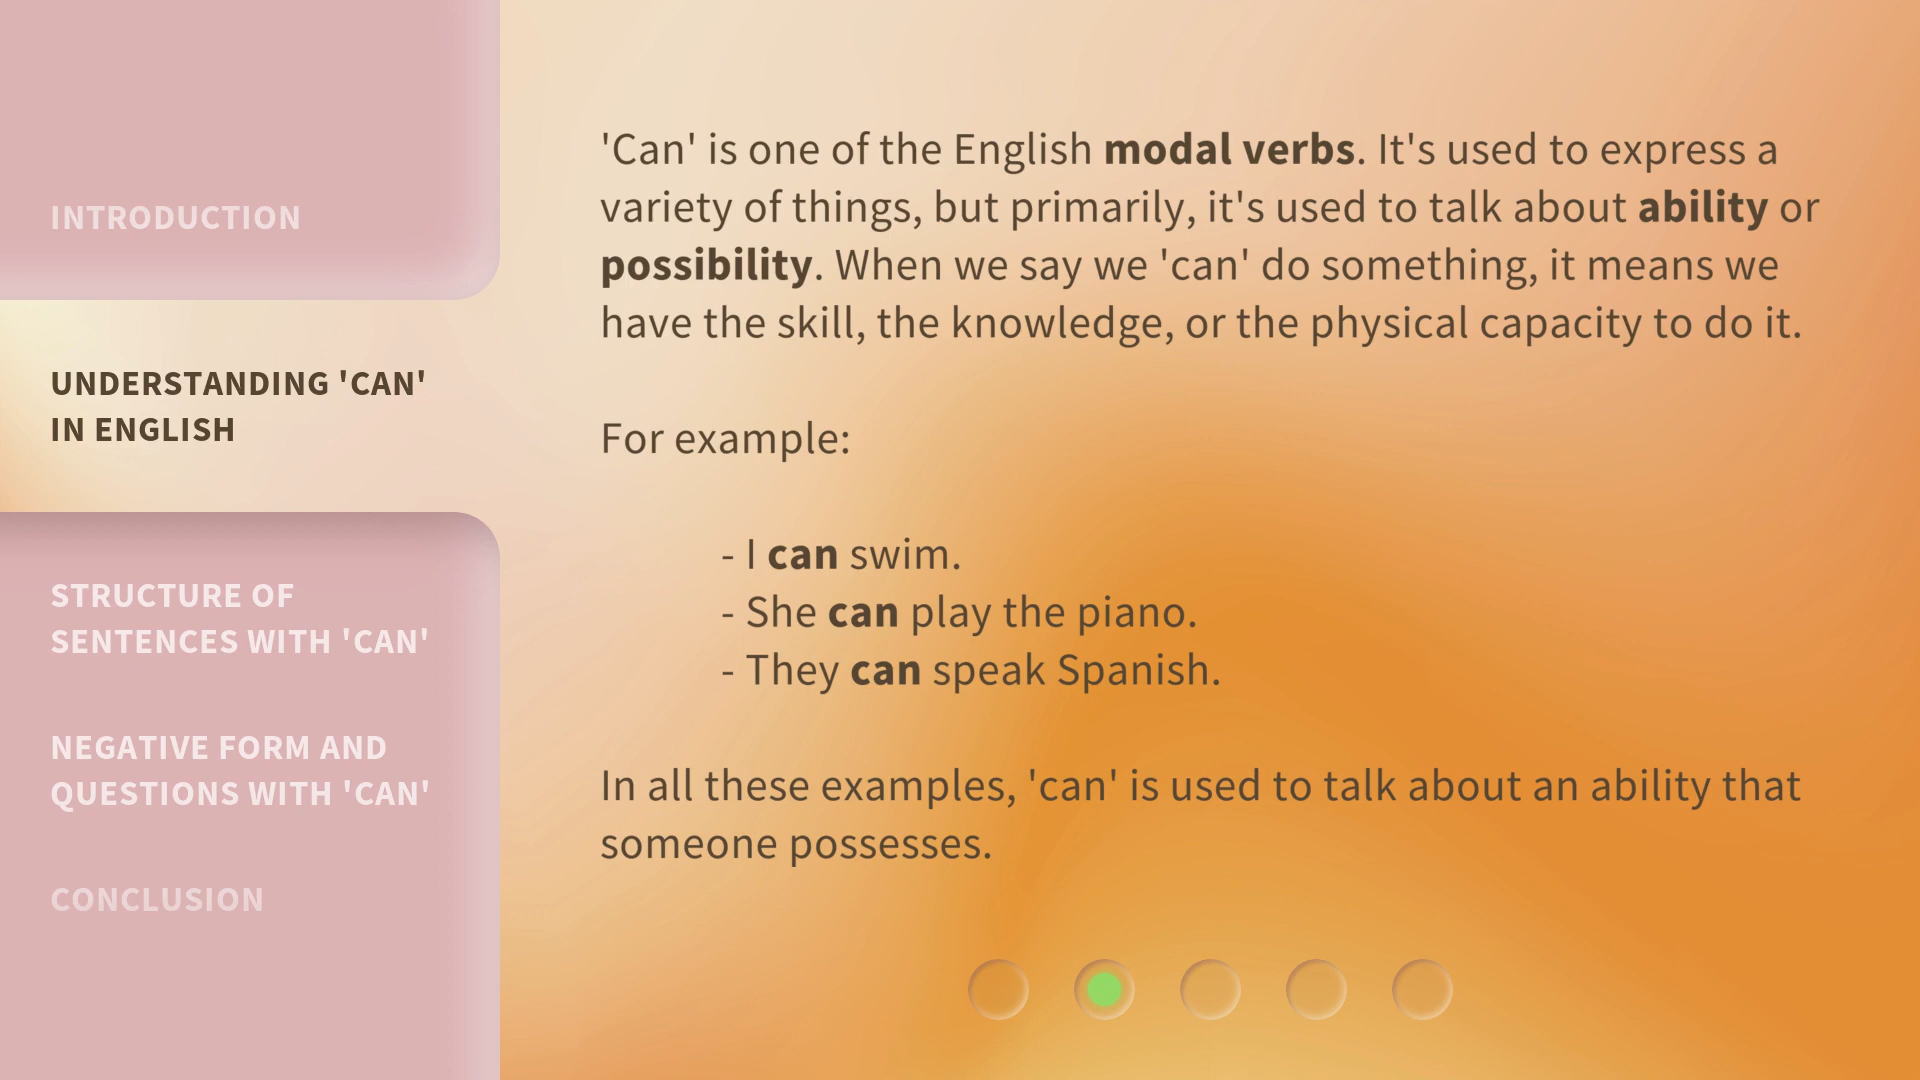 INTRODUCTION
UNDERSTANDING 'CAN'
IN ENGLISH
STRUCTURE OF
SENTENCES WITH 'CAN'
NEGATIVE FORM AND
QUESTIONS WITH 'CAN'
CONCLUSION
'Can' is one of the English modal verbs. It's used to express a
variety of things, but primarily, it's used to talk about ability or
possibility. When we say we 'can' do something, it means we
have the skill, the knowledge, or the physical capacity to do it.
For example:
- I can swim.
- She can play the piano.
- They can speak Spanish.
In all these examples, 'can' is used to talk about an ability that
someone possesses.